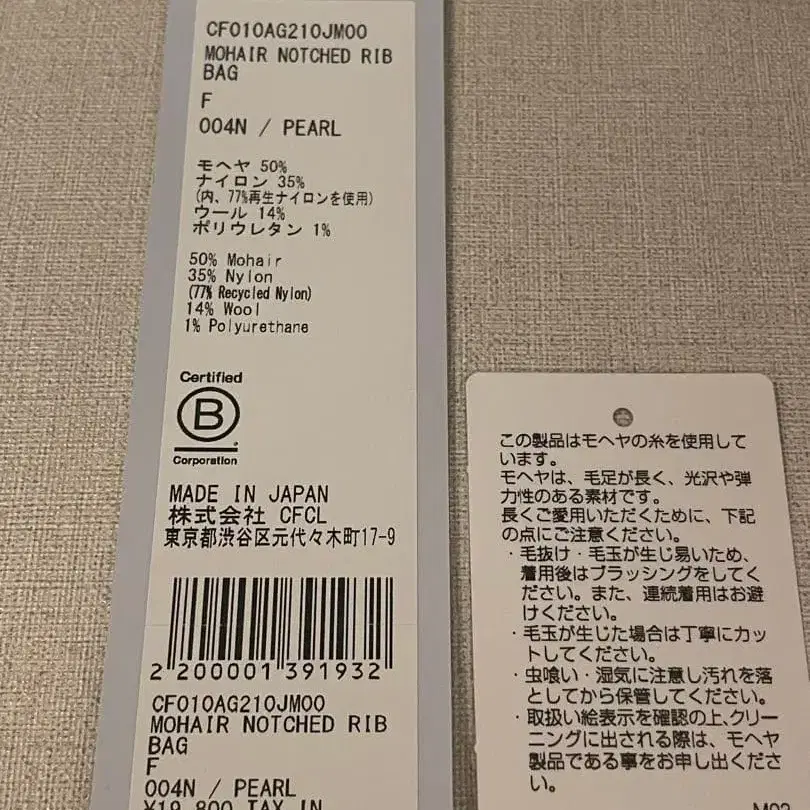 CF010AG210JM00
MOHAIR NOTCHED RIB
BAG
F
004N / PEARL
モヘヤ 50%
ナイロン 35%
(内、77%再生ナイロンを使用)
ウール 14%
ポリウレタン 1%
50% Mohair
35% Nylon
(77% Recycled Nylon)
14% Wool
1% Polyurethane
Certified
B
Corporation
MADE IN JAPAN
株式会社 CFCL
東京都渋谷区元代々木町17-9
2 200001 391932
CF010AG210JM00
MOHAIR NOTCHED RIB
BAG
F
004N / PEARL
¥19,800 TAX IN
この製品はモヘヤの糸を使用して
います。
モヘヤは、毛足が長く、光沢や弾
力性のある素材です。
長くご愛用いただくために、下記
の点にご注意ください。
・毛抜け・毛玉が生じ易いため、
着用後はブラッシングをしてく
ださい。また、連続着用はお避
けください。
・毛玉が生じた場合は丁寧にカッ
トしてください。
・虫喰い・湿気に注意し汚れを落
としてから保管してください。
・取扱い絵表示を確認の上、クリー
ニングに出される際は、モヘヤ
製品である事をお申し出くださ
い。